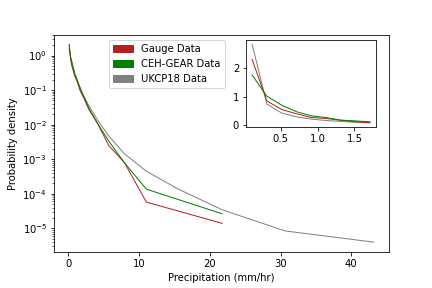 Probability density
10⁰
10⁻¹
10⁻²
10⁻³
10⁻⁴
10⁻⁵
Gauge Data
CEH-GEAR Data
UKCP18 Data
2
1
0
0.5 1.0 1.5
0 10 20 30 40
Precipitation (mm/hr)